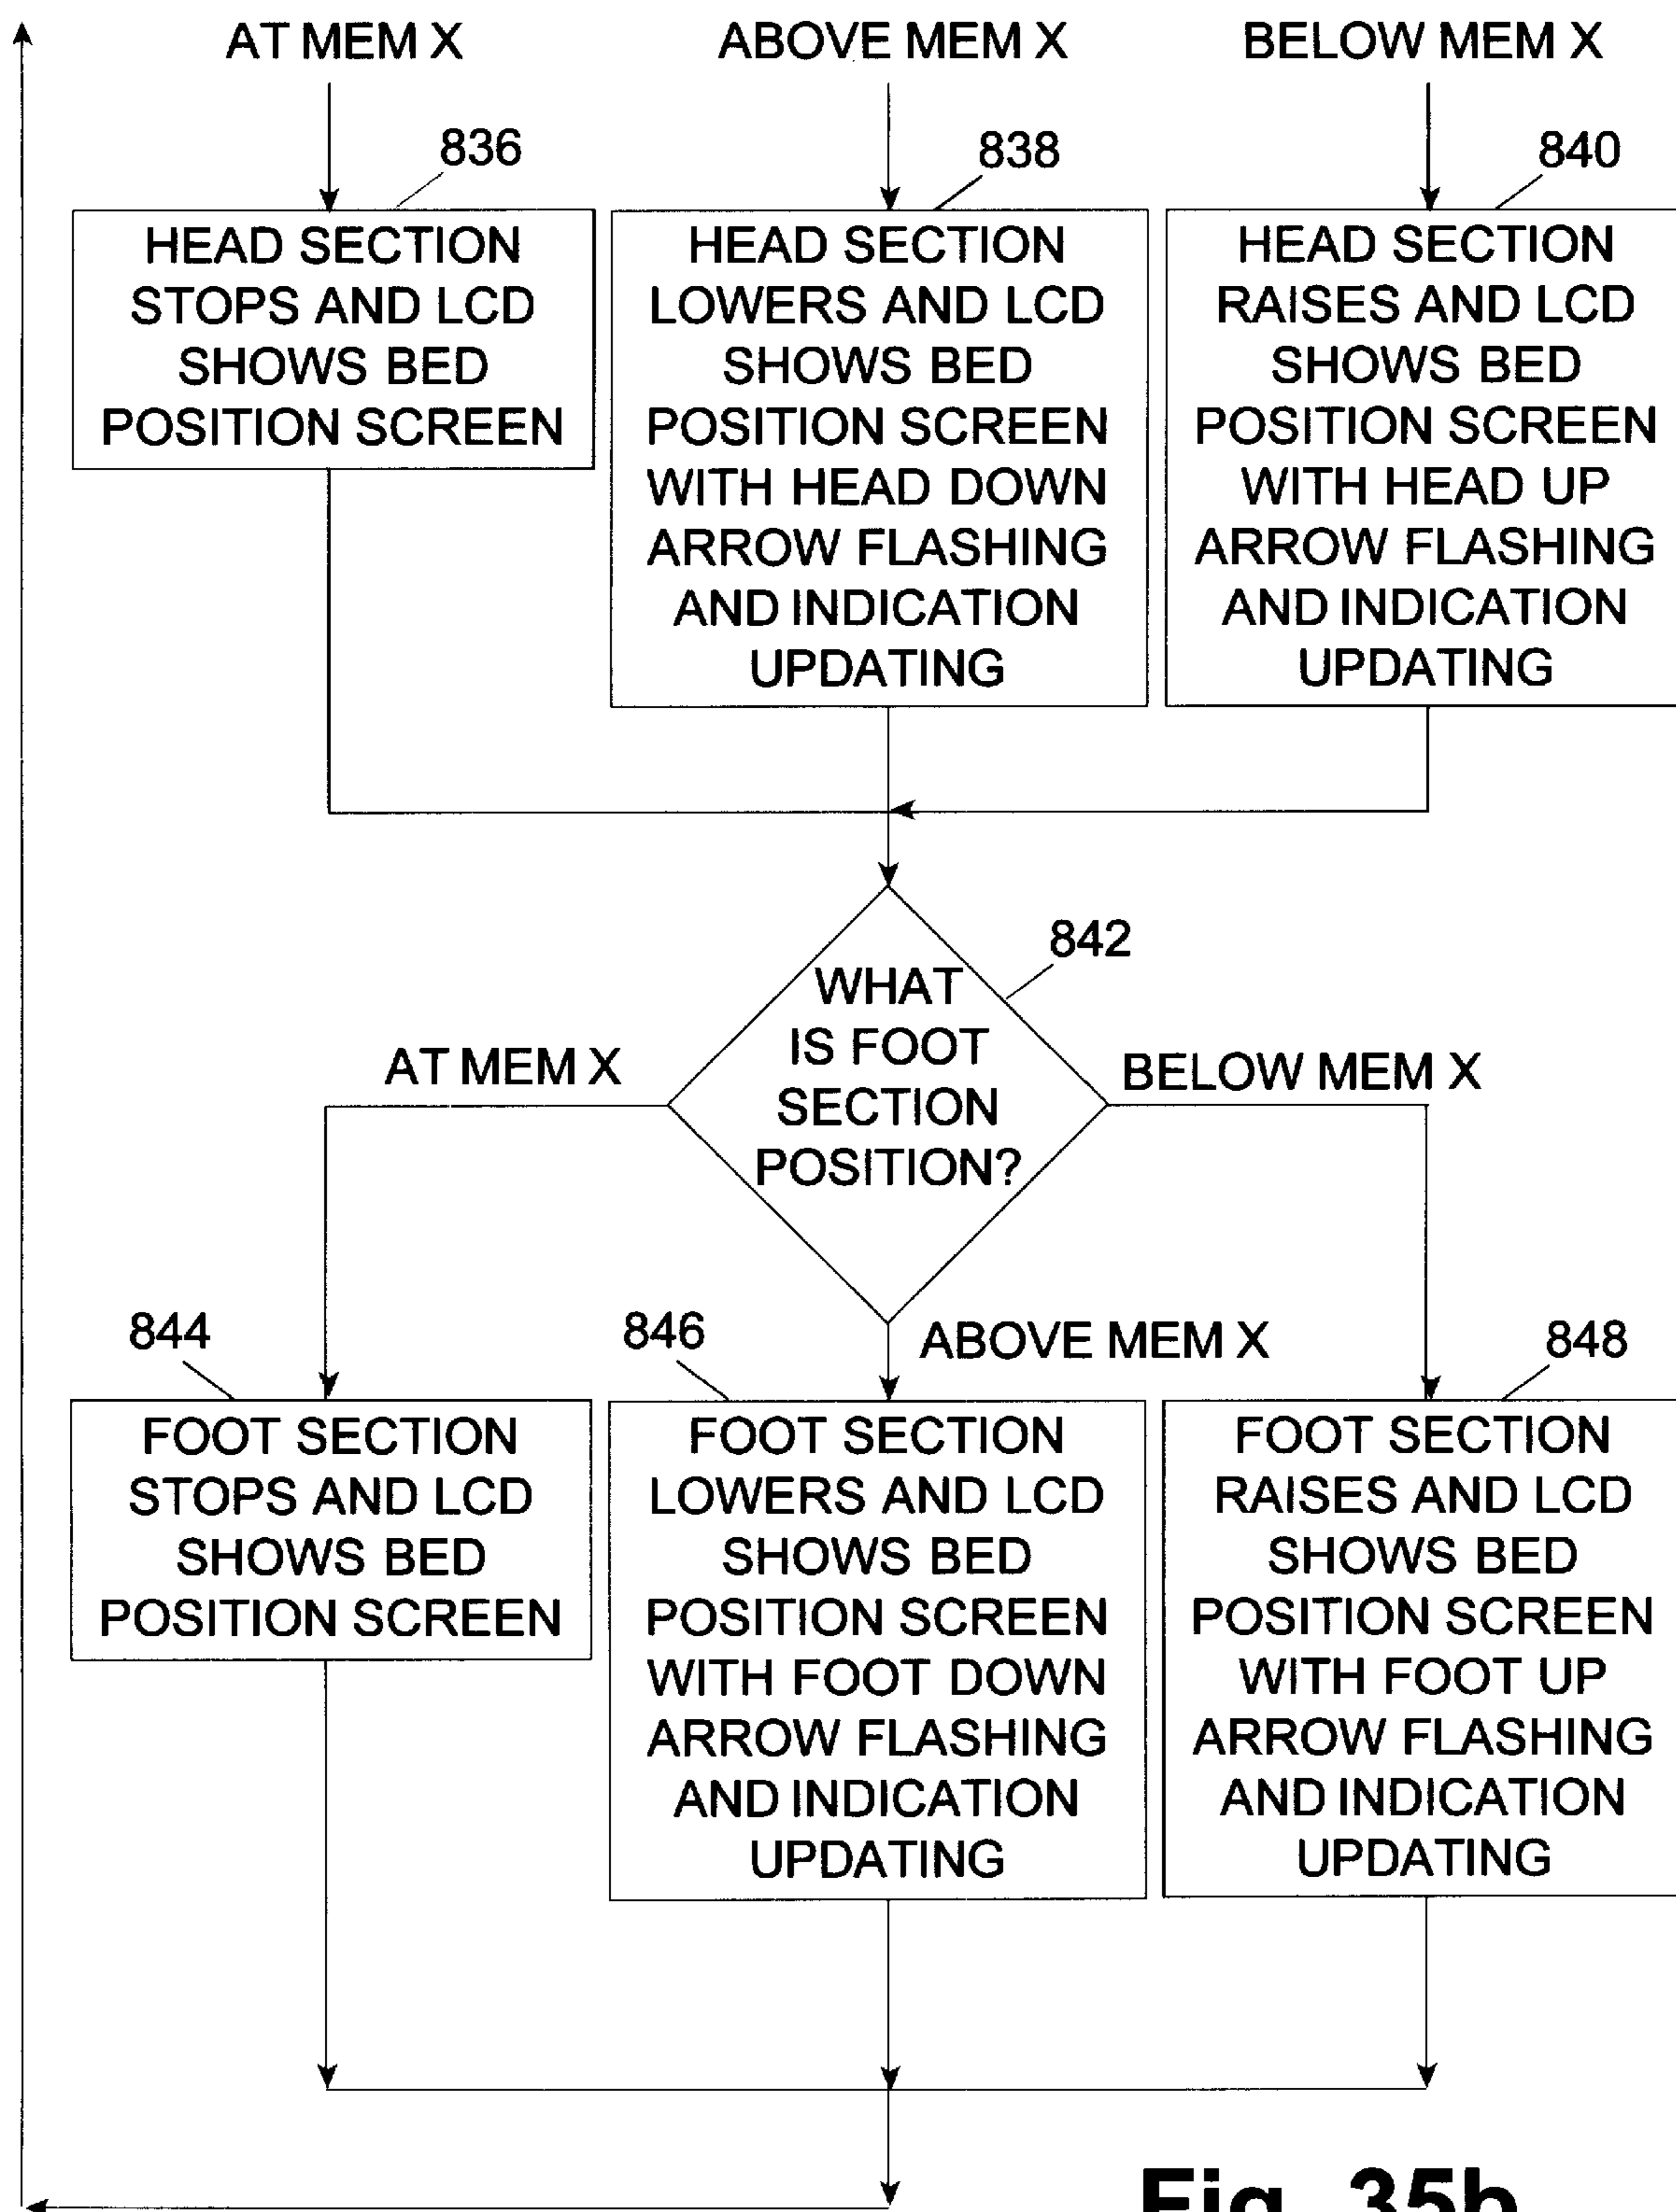 AT MEM X
ABOVE MEM X
BELOW MEM X
836
838
840
HEAD SECTION
STOPS AND LCD
SHOWS BED
POSITION SCREEN
HEAD SECTION
LOWERS AND LCD
SHOWS BED
POSITION SCREEN
WITH HEAD DOWN
ARROW FLASHING
AND INDICATION
UPDATING
HEAD SECTION
RAISES AND LCD
SHOWS BED
POSITION SCREEN
WITH HEAD UP
ARROW FLASHING
AND INDICATION
UPDATING
842
WHAT
IS FOOT
SECTION
POSITION?
AT MEM X
BELOW MEM X
ABOVE MEM X
844
846
848
FOOT SECTION
STOPS AND LCD
SHOWS BED
POSITION SCREEN
FOOT SECTION
LOWERS AND LCD
SHOWS BED
POSITION SCREEN
WITH FOOT DOWN
ARROW FLASHING
AND INDICATION
UPDATING
FOOT SECTION
RAISES AND LCD
SHOWS BED
POSITION SCREEN
WITH FOOT UP
ARROW FLASHING
AND INDICATION
UPDATING
Fig. 35b